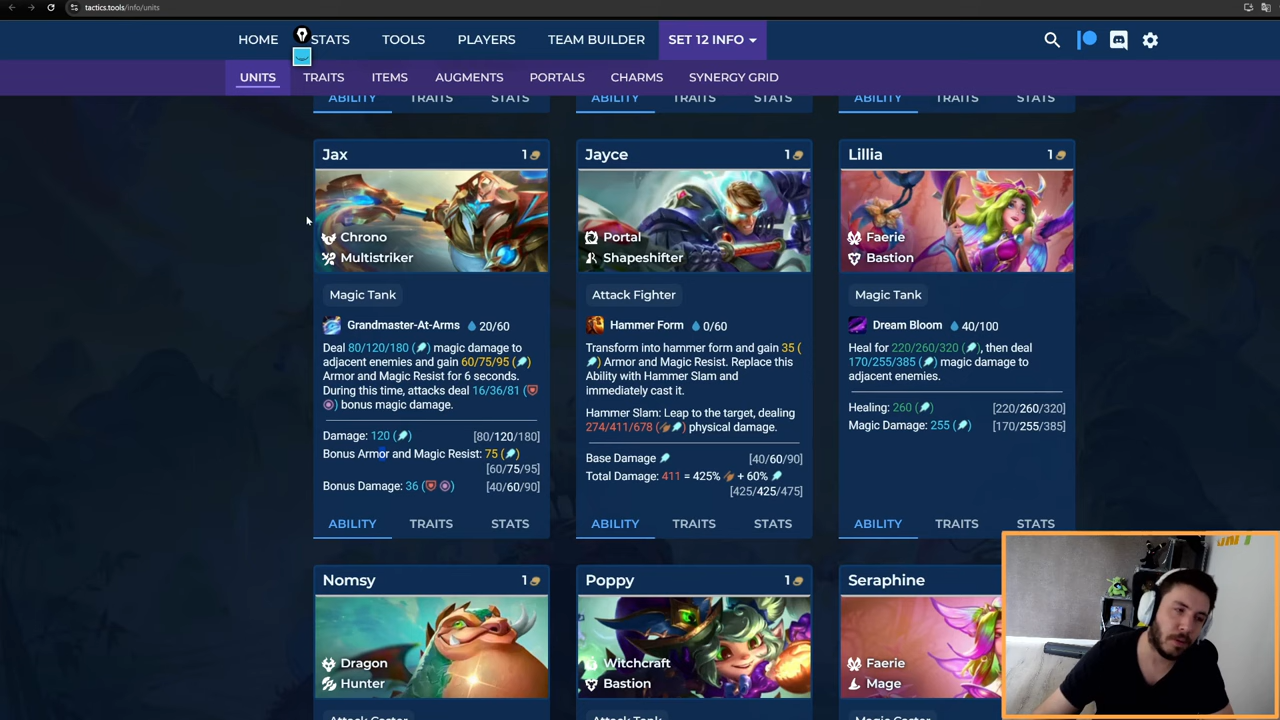 tactics.tools/info/units
HOME
STATS
TOOLS
PLAYERS
TEAM BUILDER
SET 12 INFO
UNITS
TRAITS
ITEMS
AUGMENTS
PORTALS
CHARMS
SYNERGY GRID
ABILITY TRAITS STATS
ABILITY TRAITS STATS
ABILITY TRAITS STATS
Jax 1
Chrono
Multistriker
Magic Tank
Grandmaster-At-Arms 20/60
Deal 80/120/180 ( ) magic damage to
adjacent enemies and gain 60/75/95 ( )
Armor and Magic Resist for 6 seconds.
During this time, attacks deal 16/36/81 (
) bonus magic damage.
Damage: 120 ( ) [80/120/180]
Bonus Armor and Magic Resist: 75 ( )
[60/75/95]
Bonus Damage: 36 ( ) [40/60/90]
ABILITY TRAITS STATS
Jayce 1
Portal
Shapeshifter
Attack Fighter
Hammer Form 0/60
Transform into hammer form and gain 35 (
) Armor and Magic Resist. Replace this
Ability with Hammer Slam and
immediately cast it.
Hammer Slam: Leap to the target, dealing
274/411/678 ( ) physical damage.
Base Damage [40/60/90]
Total Damage: 411 = 425% + 60%
[425/425/475]
ABILITY TRAITS STATS
Lillia 1
Faerie
Bastion
Magic Tank
Dream Bloom 40/100
Heal for 220/260/320 ( ), then deal
170/255/385 ( ) magic damage to
adjacent enemies.
Healing: 260 ( ) [220/260/320]
Magic Damage: 255 ( ) [170/255/385]
ABILITY TRAITS STATS
Nomsy 1
Dragon
Hunter
Attack Caster
Poppy 1
Witchcraft
Bastion
Attack Tank
Seraphine
Faerie
Mage
Magic Caster